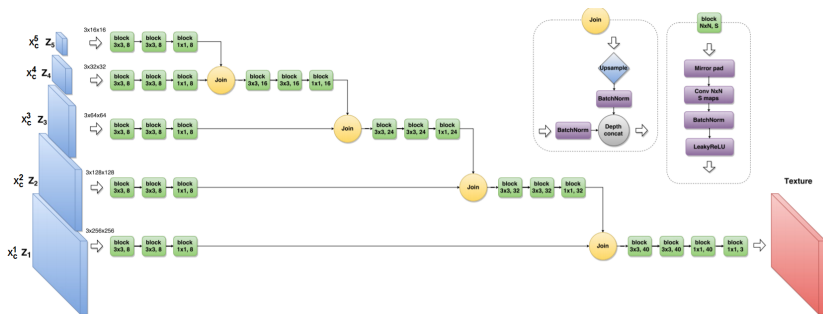 x_c^5 Z_5
3x16x16
block 3x3, 8
block 3x3, 8
block 1x1, 8
x_c^4 Z_4
3x32x32
block 3x3, 8
block 3x3, 8
block 1x1, 8
Join
block 3x3, 16
block 3x3, 16
block 1x1, 16
x_c^3 Z_3
3x64x64
block 3x3, 8
block 3x3, 8
block 1x1, 8
Join
block 3x3, 24
block 3x3, 24
block 1x1, 24
x_c^2 Z_2
3x128x128
block 3x3, 8
block 3x3, 8
block 1x1, 8
Join
block 3x3, 32
block 3x3, 32
block 1x1, 32
x_c^1 Z_1
3x256x256
block 3x3, 8
block 3x3, 8
block 1x1, 8
Join
block 3x3, 40
block 3x3, 40
block 1x1, 40
block 1x1, 3
Texture
Join
Upsample
BatchNorm
BatchNorm
Depth
concat
block
NxN, S
Mirror pad
Conv NxN
S maps
BatchNorm
LeakyReLU